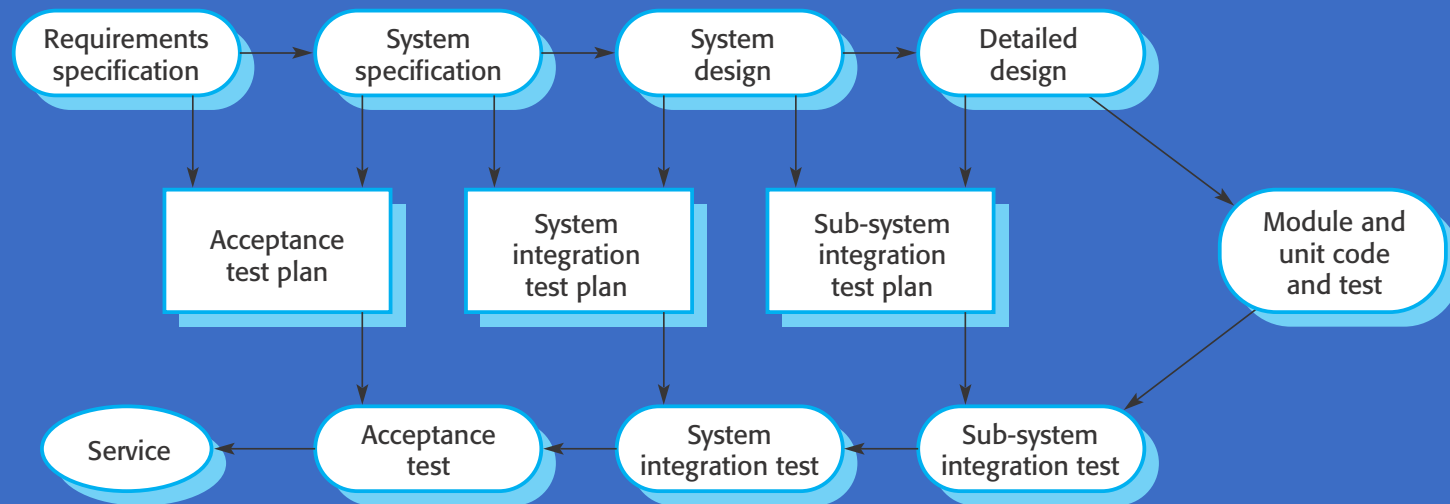 Requirements
specification
System
specification
System
design
Detailed
design
Acceptance
test plan
System
integration
test plan
Sub-system
integration
test plan
Module and
unit code
and test
Service
Acceptance
test
System
integration test
Sub-system
integration test